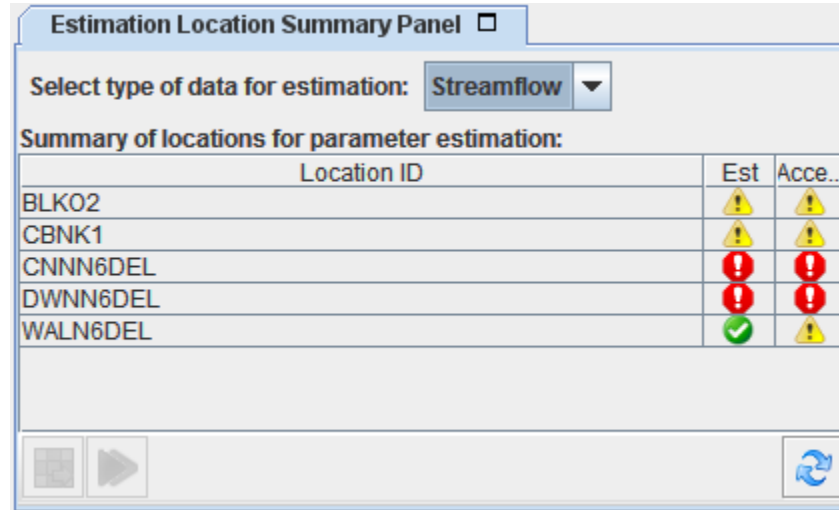 Estimation Location Summary Panel
Select type of data for estimation: Streamflow
Summary of locations for parameter estimation:
Location ID Est Acce..
BLKO2
CBNK1
CNNN6DEL
DWNN6DEL
WALN6DEL